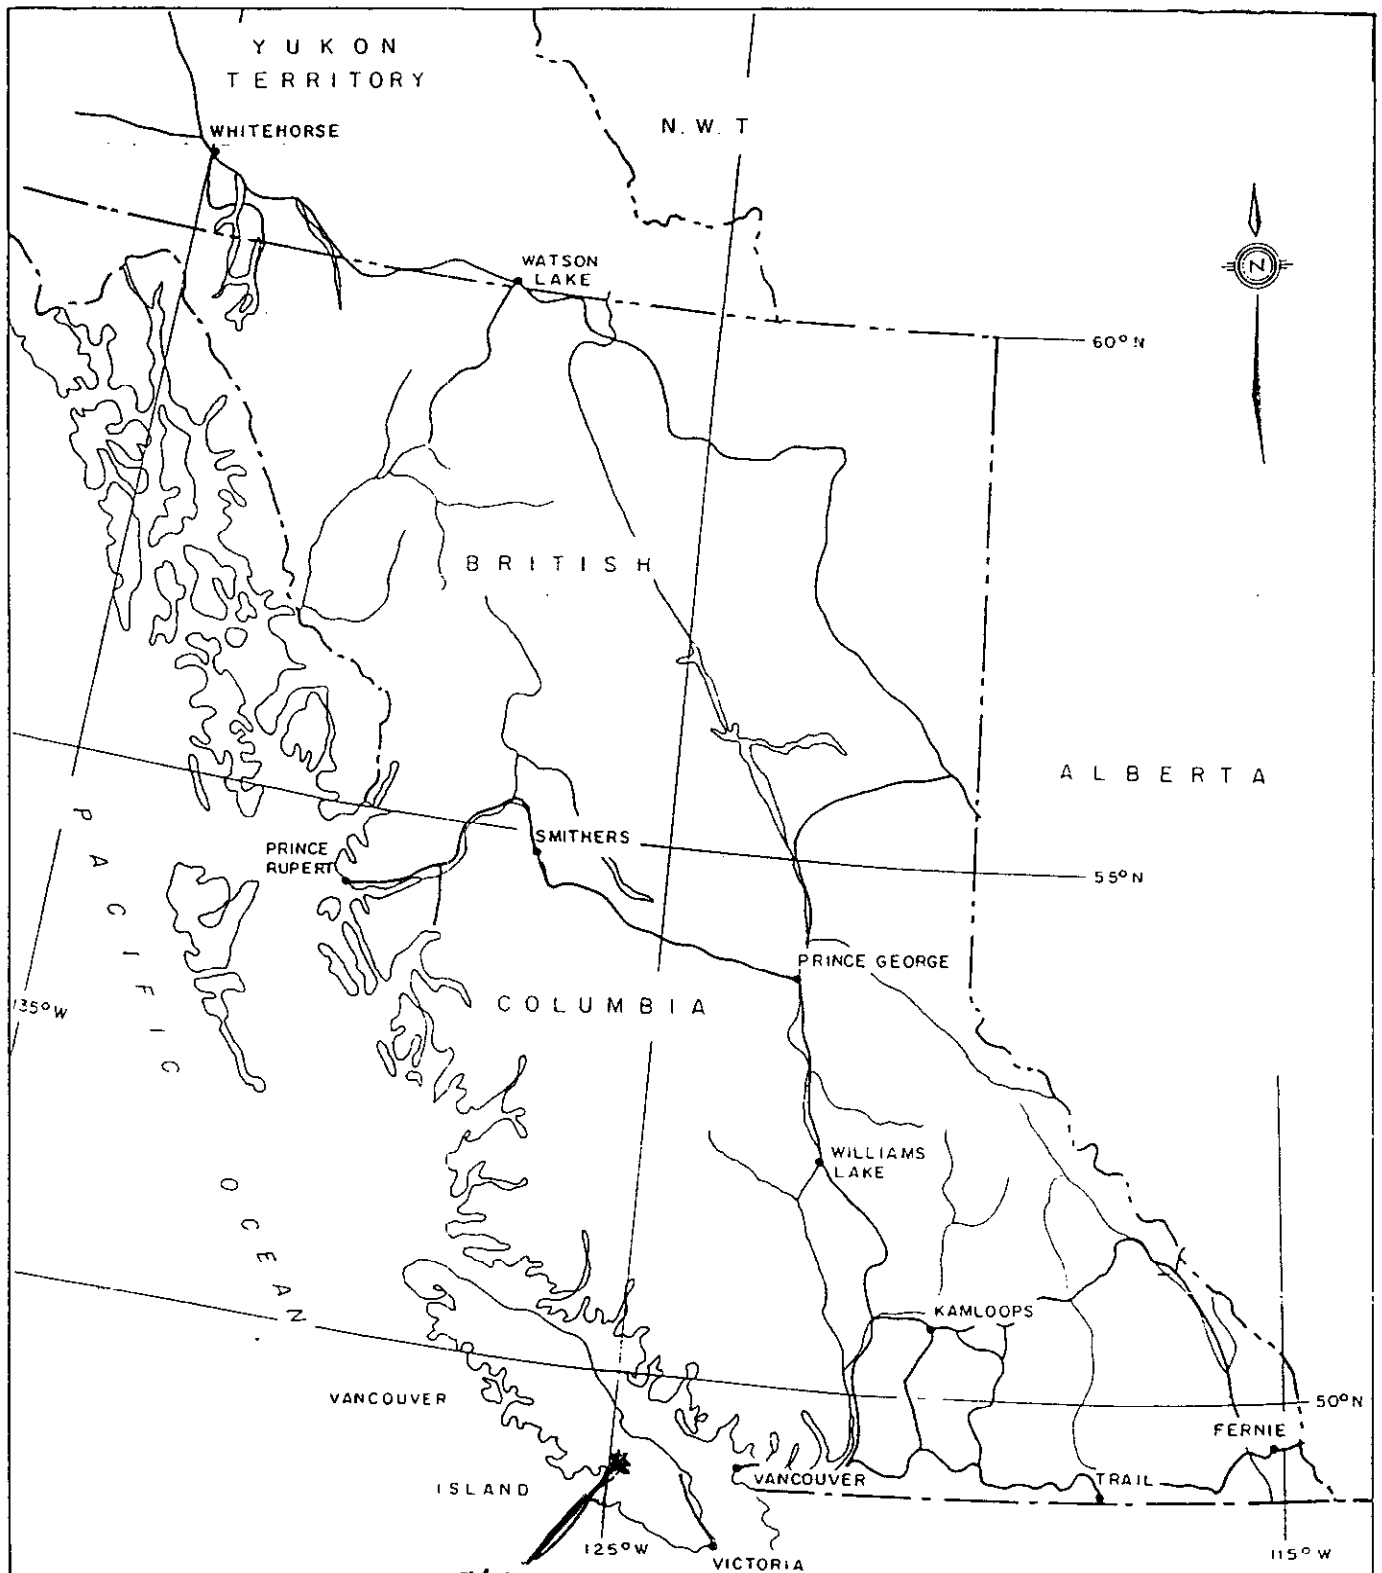 YUKON
TERRITORY
N.W.T
WHITEHORSE
WATSON
LAKE
N
60°N
BRITISH
ALBERTA
PACIFIC
SMITHERS
PRINCE
RUPERT
55°N
PRINCE GEORGE
COLUMBIA
135°W
WILLIAMS
LAKE
OCEAN
KAMLOOPS
VANCOUVER
50°N
FERNIE
ISLAND
VANCOUVER
TRAIL
125°W
VICTORIA
115°W